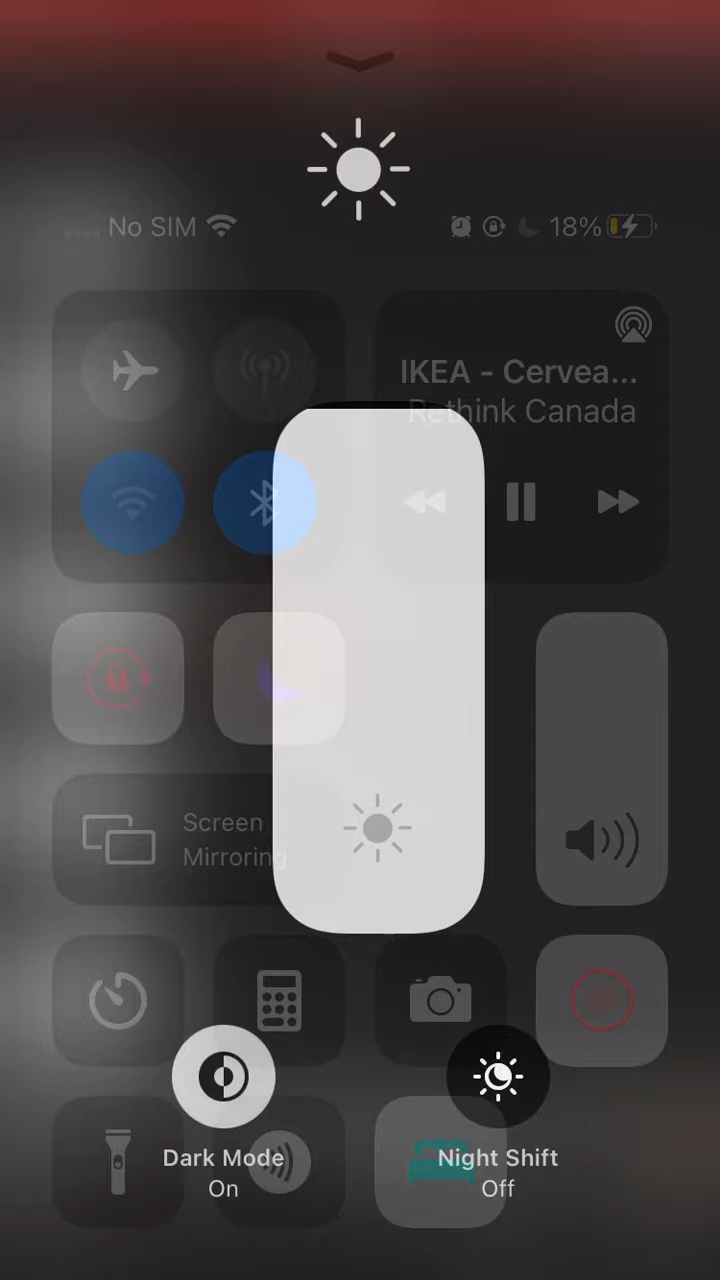 No SIM
18%
IKEA - Cervea...
Rethink Canada
Screen
Mirroring
Dark Mode
On
Night Shift
Off